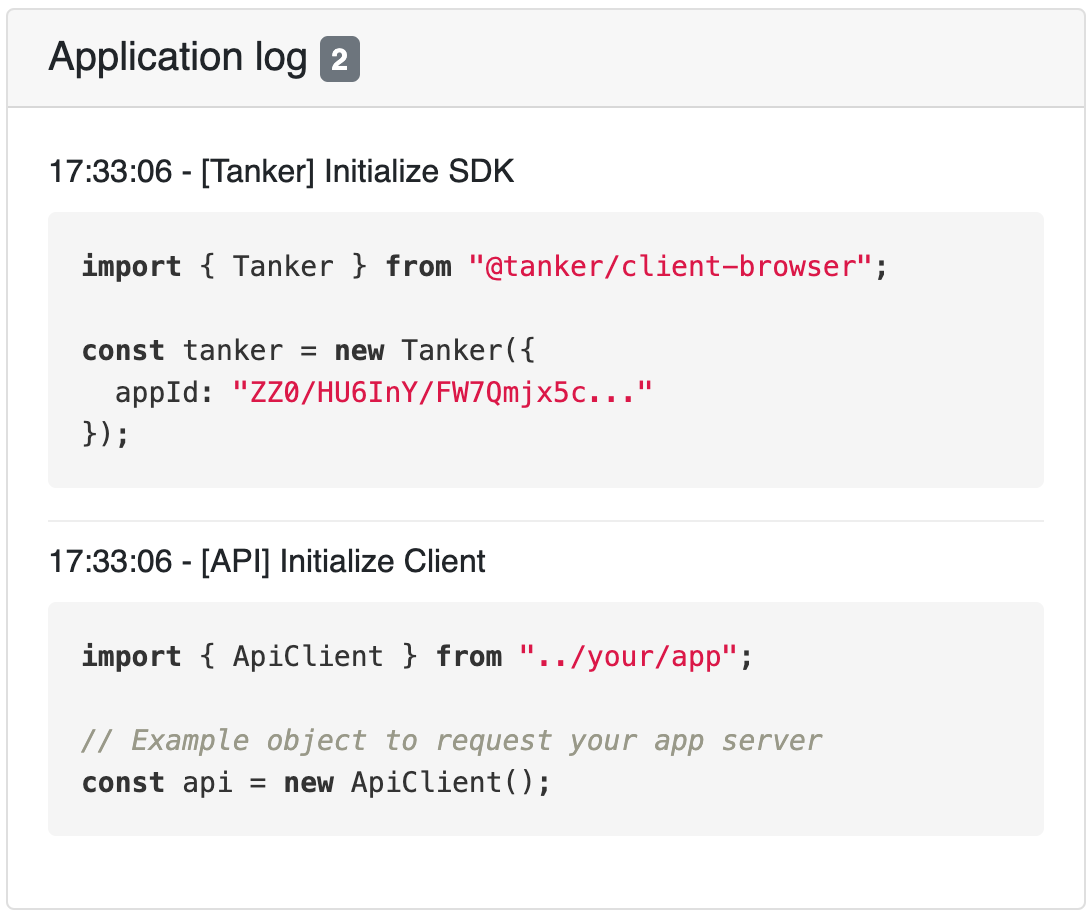 Application log 2
17:33:06 - [Tanker] Initialize SDK
import { Tanker } from "@tanker/client-browser";
const tanker = new Tanker({
  appId: "ZZ0/HU6InY/FW7Qmjx5c..."
});
17:33:06 - [API] Initialize Client
import { ApiClient } from "../your/app";
// Example object to request your app server
const api = new ApiClient();